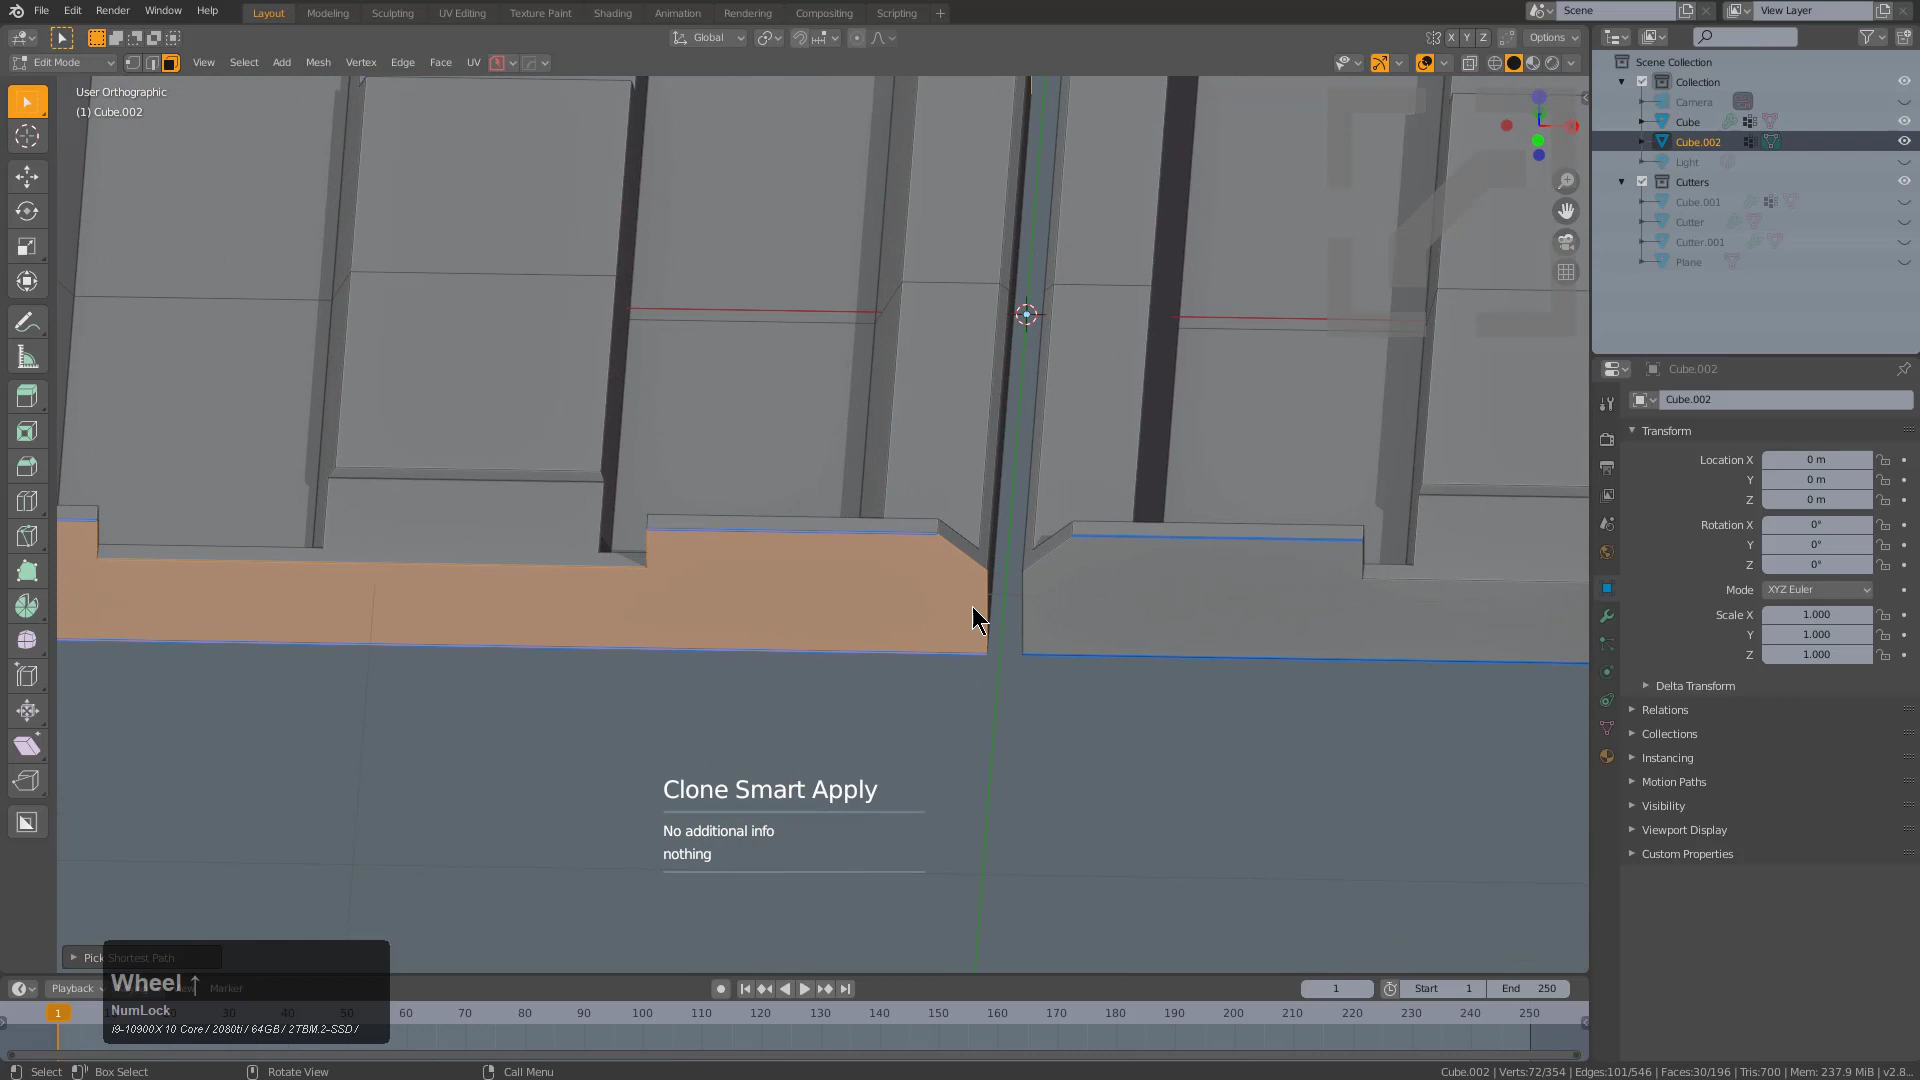 File Edit Render Window Help
Layout Modeling Sculpting UV Editing Texture Paint Shading Animation Rendering Compositing Scripting +
Scene
View Layer
Global
X Y Z
Options
Edit Mode
View Select Add Mesh Vertex Edge Face UV
User Orthographic
(1) Cube.002
Scene Collection
Collection
Camera
Cube
Cube.002
Light
Cutters
Cube.001
Cutter
Cutter.001
Plane
Cube.002
Cube.002
Transform
Location X 0 m
Y 0 m
Z 0 m
Rotation X 0°
Y 0°
Z 0°
Mode XYZ Euler
Scale X 1.000
Y 1.000
Z 1.000
Delta Transform
Relations
Collections
Instancing
Motion Paths
Visibility
Viewport Display
Custom Properties
Clone Smart Apply
No additional info
nothing
Pick Shortest Path
Wheel ↑
NumLock
i9-10900X 10 Core / 2080ti / 64GB / 2TBM.2-SSD /
Playback Marker
1 Start 1 End 250
1 60 70 80 90 100 110 120 130 140 150 160 170 180 190 200 210 220 230 240 250
Select Box Select Rotate View Call Menu
Cube.002 | Verts:72/354 | Edges:101/546 | Faces:30/196 | Tris:700 | Mem: 237.9 MiB | v2.8...